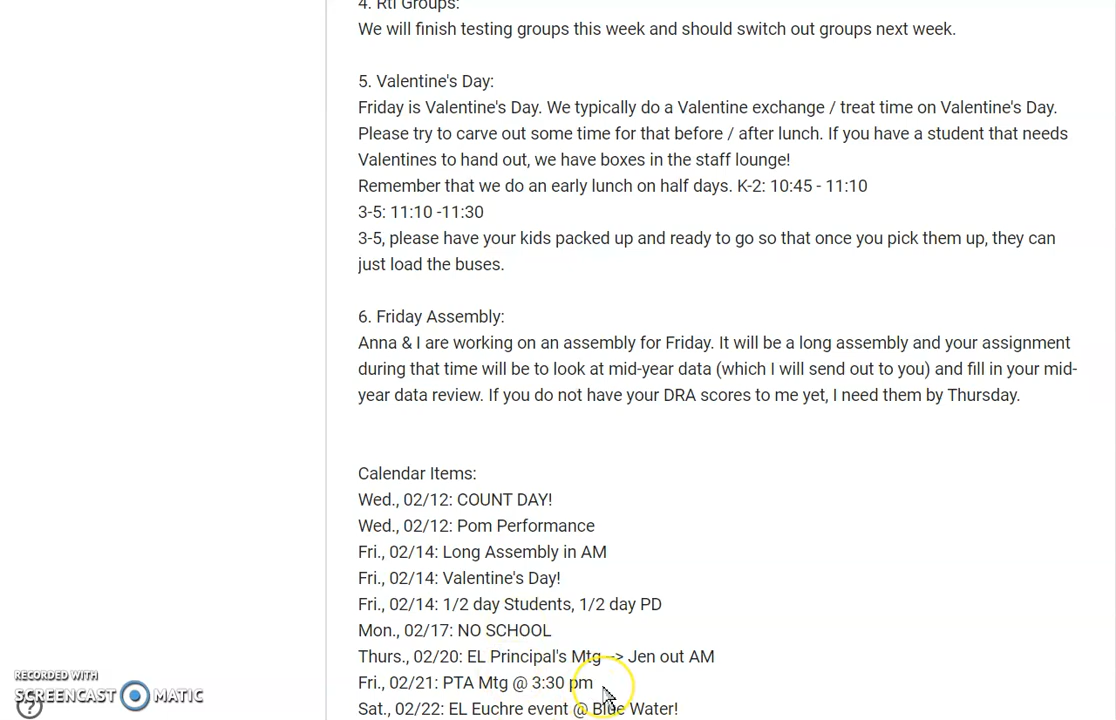 4. RtI Groups:
We will finish testing groups this week and should switch out groups next week.
5. Valentine's Day:
Friday is Valentine's Day. We typically do a Valentine exchange / treat time on Valentine's Day.
Please try to carve out some time for that before / after lunch. If you have a student that needs
Valentines to hand out, we have boxes in the staff lounge!
Remember that we do an early lunch on half days. K-2: 10:45 - 11:10
3-5: 11:10 -11:30
3-5, please have your kids packed up and ready to go so that once you pick them up, they can
just load the buses.
6. Friday Assembly:
Anna & I are working on an assembly for Friday. It will be a long assembly and your assignment
during that time will be to look at mid-year data (which I will send out to you) and fill in your mid-
year data review. If you do not have your DRA scores to me yet, I need them by Thursday.
Calendar Items:
Wed., 02/12: COUNT DAY!
Wed., 02/12: Pom Performance
Fri., 02/14: Long Assembly in AM
Fri., 02/14: Valentine's Day!
Fri., 02/14: 1/2 day Students, 1/2 day PD
Mon., 02/17: NO SCHOOL
Thurs., 02/20: EL Principal's Mtg --> Jen out AM
Fri., 02/21: PTA Mtg @ 3:30 pm
Sat., 02/22: EL Euchre event @ Blue Water!
RECORDED WITH
SCREENCAST MATIC
?